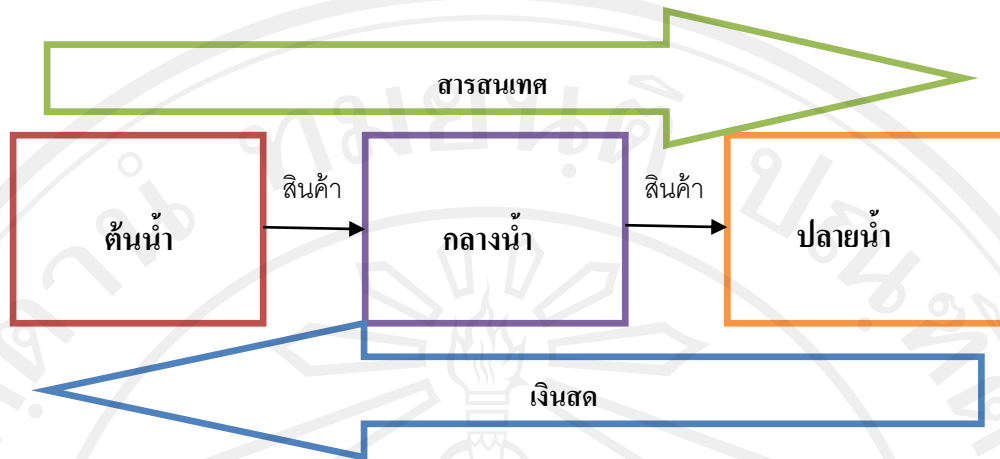 สารสนเทศ
สินค้า
สินค้า
ต้นน้ำ
กลางน้ำ
ปลายน้ำ
เงินสด